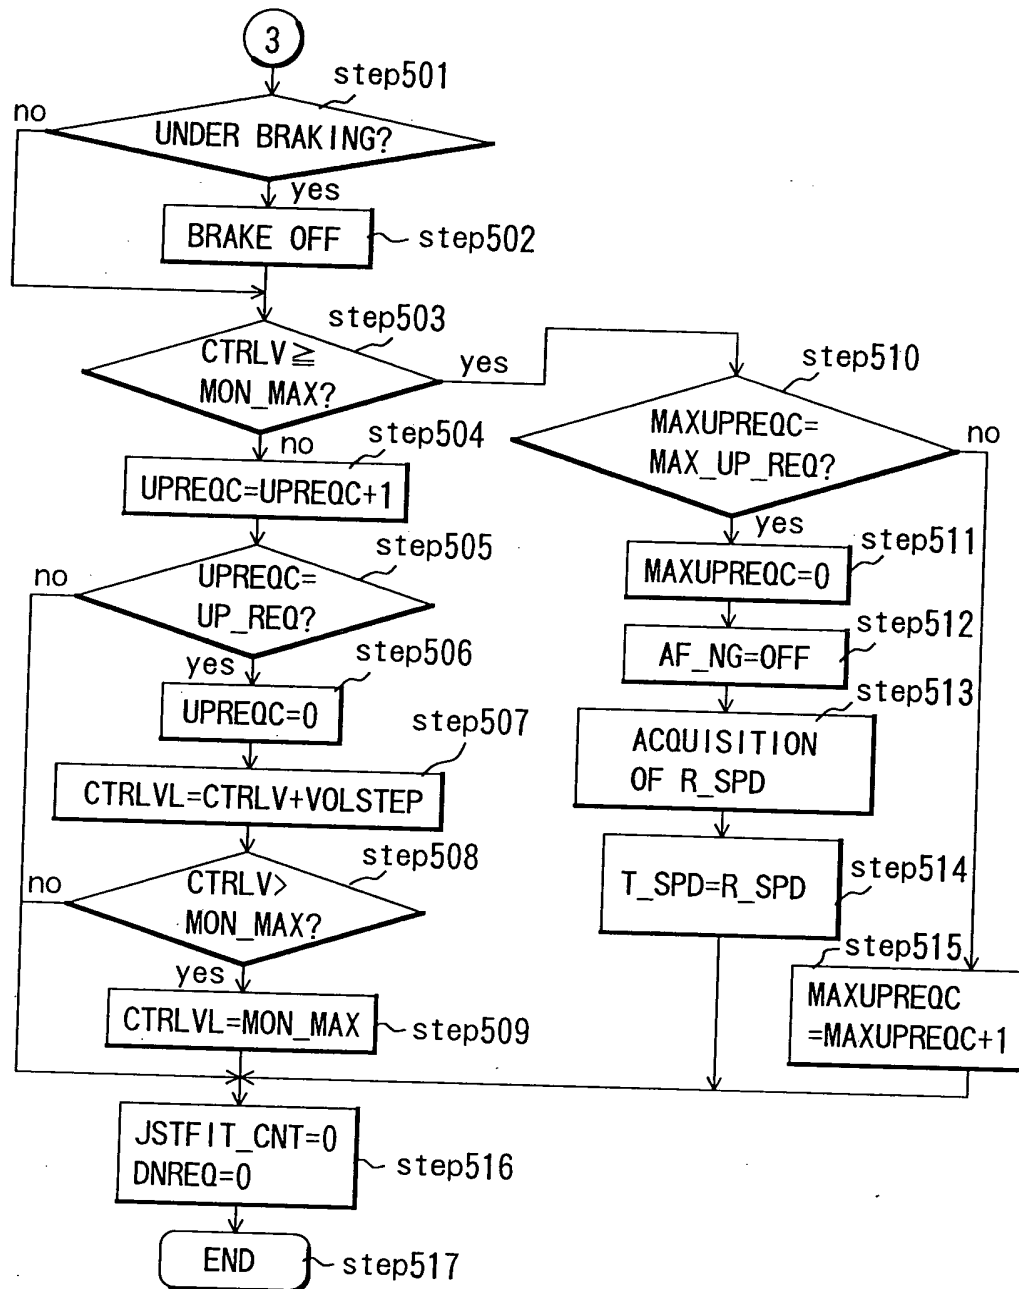 3
step501
no
UNDER BRAKING?
yes
BRAKE OFF
step502
step503
CTRLV≧
MON_MAX?
yes
no
step504
UPREQC=UPREQC+1
step505
no
UPREQC=
UP_REQ?
yes
step506
UPREQC=0
step507
CTRLVL=CTRLV+VOLSTEP
step508
no
CTRLV>
MON_MAX?
yes
CTRLVL=MON_MAX
step509
step510
MAXUPREQC=
MAX_UP_REQ?
no
yes
step511
MAXUPREQC=0
step512
AF_NG=OFF
step513
ACQUISITION
OF R_SPD
step514
T_SPD=R_SPD
step515
MAXUPREQC
=MAXUPREQC+1
JSTFIT_CNT=0
DNREQ=0
step516
END
step517